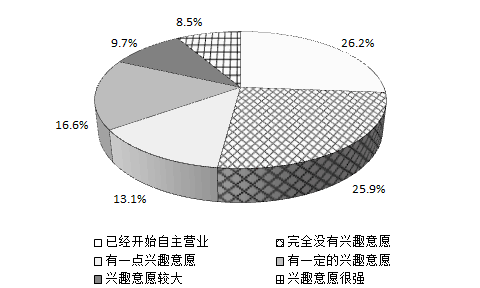 8.5%
9.7%
26.2%
16.6%
13.1%
25.9%
已经开始自主营业
完全没有兴趣意愿
有一点兴趣意愿
有一定的兴趣意愿
兴趣意愿较大
兴趣意愿很强